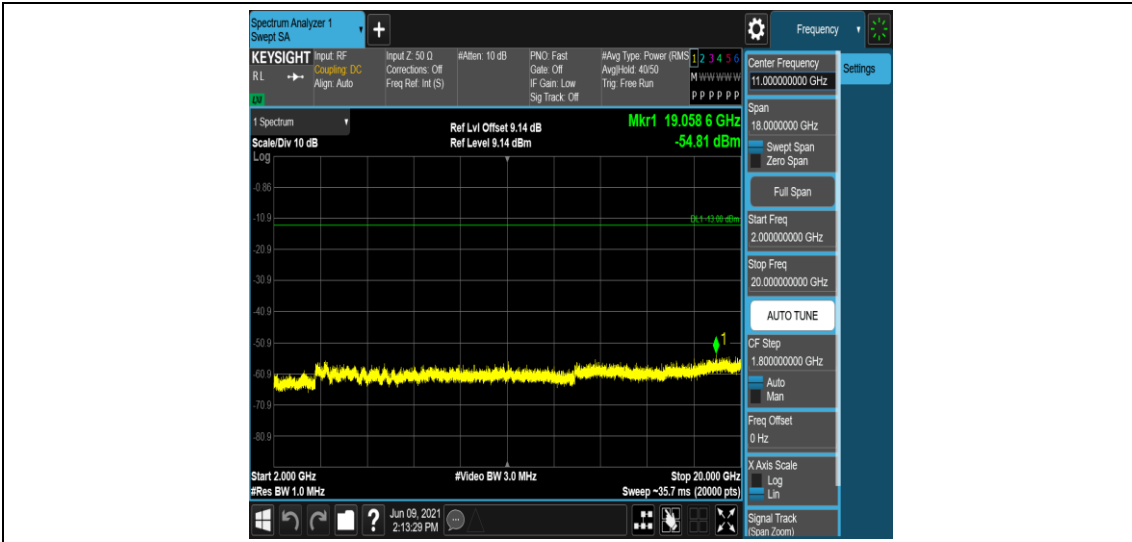 Spectrum Analyzer 1
Swept SA
+
Frequency
KEYSIGHT
RL
LXI
Input: RF
Coupling: DC
Align: Auto
Input Z: 50 Ω
Corrections: Off
Freq Ref: Int (S)
#Atten: 10 dB
PNO: Fast
Gate: Off
IF Gain: Low
Sig Track: Off
#Avg Type: Power (RMS
Avg|Hold: 40/50
Trig: Free Run
1 2 3 4 5 6
M W W W W W
P P P P P P
1 Spectrum
Scale/Div 10 dB
Log
Ref Lvl Offset 9.14 dB
Ref Level 9.14 dBm
Mkr1 19.058 6 GHz
-54.81 dBm
-0.86
-10.9
DL1 -13.00 dBm
-20.9
-30.9
-40.9
-50.9
1
-60.9
-70.9
-80.9
Start 2.000 GHz
#Res BW 1.0 MHz
#Video BW 3.0 MHz
Stop 20.000 GHz
Sweep ~35.7 ms (20000 pts)
?
Jun 09, 2021
2:13:29 PM
Center Frequency
11.000000000 GHz
Settings
Span
18.0000000 GHz
Swept Span
Zero Span
Full Span
Start Freq
2.000000000 GHz
Stop Freq
20.000000000 GHz
AUTO TUNE
CF Step
1.800000000 GHz
Auto
Man
Freq Offset
0 Hz
X Axis Scale
Log
Lin
Signal Track
(Span Zoom)